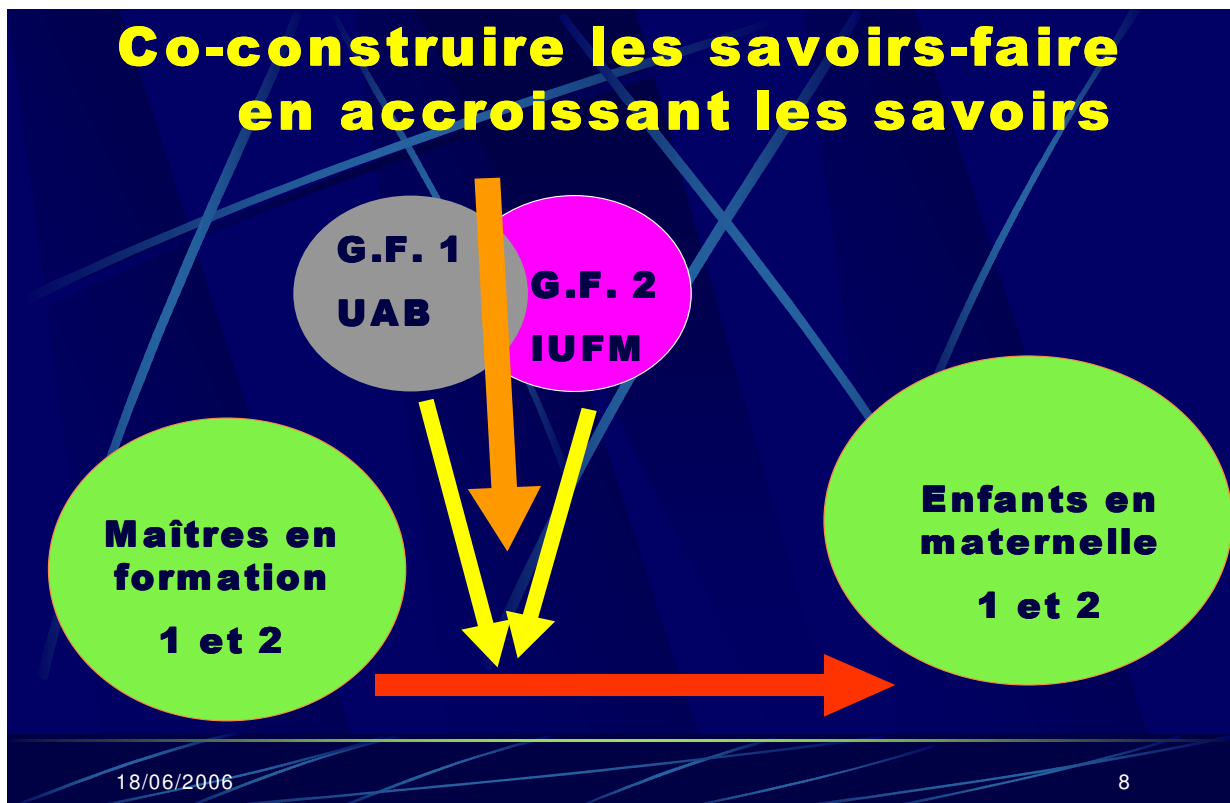 Co-construire les savoirs-faire
en accroissant les savoirs
G.F. 1
UAB
G.F. 2
IUFM
Maîtres en
formation
1 et 2
Enfants en
maternelle
1 et 2
18/06/2006
8